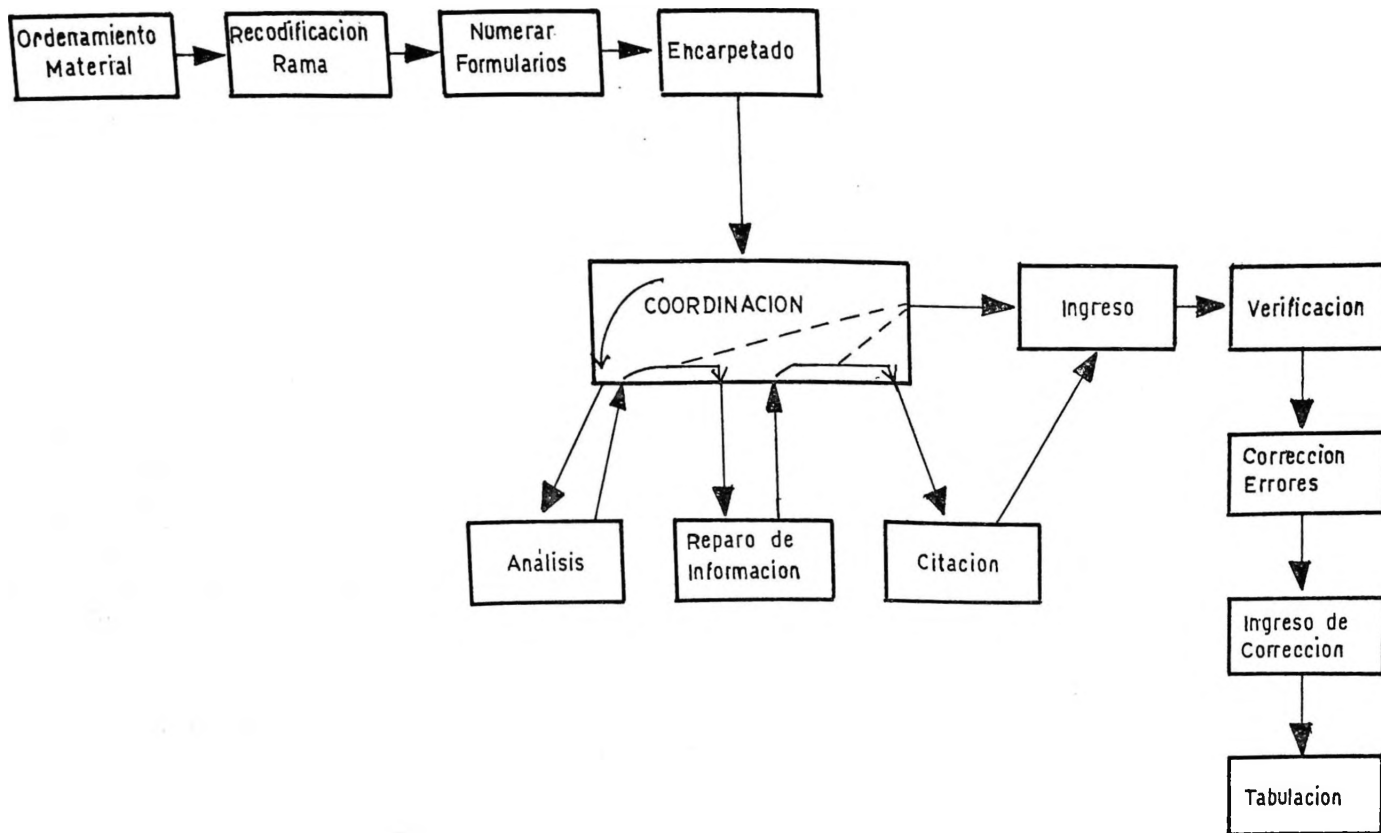 Ordenamiento
Material
Recodificacion
Rama
Numerar
Formularios
Encarpetado
COORDINACION
Ingreso
Verificacion
Correccion
Errores
Análisis
Reparo de
Informacion
Citacion
Ingreso de
Correccion
Tabulacion